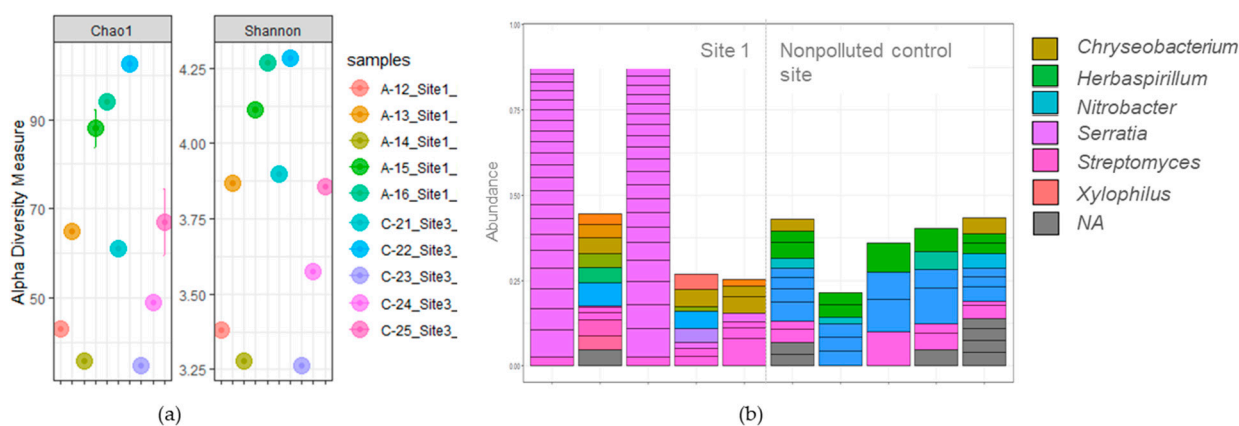 Chao1
Shannon
Alpha Diversity Measure
90
70
50
4.25
4.00
3.75
3.50
3.25
samples
A-12_Site1_
A-13_Site1_
A-14_Site1_
A-15_Site1_
A-16_Site1_
C-21_Site3_
C-22_Site3_
C-23_Site3_
C-24_Site3_
C-25_Site3_
(a)
Abundance
1.00
0.75
0.50
0.25
0.00
Site 1
Nonpolluted control
site
Chryseobacterium
Herbaspirillum
Nitrobacter
Serratia
Streptomyces
Xylophilus
NA
(b)